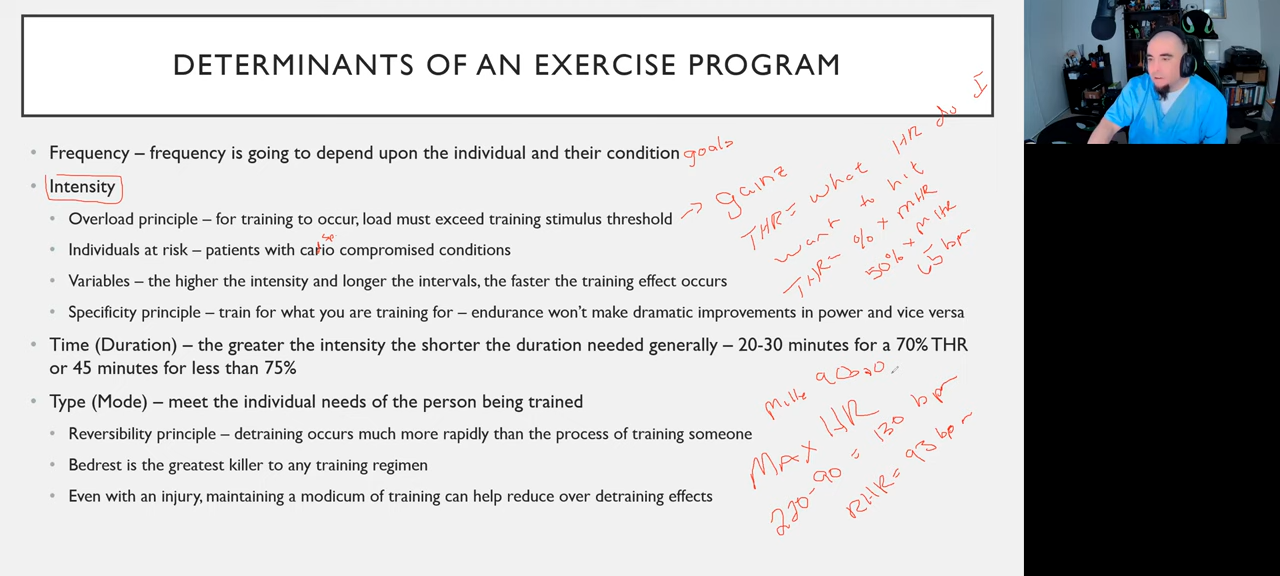 DETERMINANTS OF AN EXERCISE PROGRAM
Frequency – frequency is going to depend upon the individual and their condition goals
Intensity
Overload principle – for training to occur, load must exceed training stimulus threshold → gainz
Individuals at risk – patients with cario compromised conditions
Variables – the higher the intensity and longer the intervals, the faster the training effect occurs
Specificity principle – train for what you are training for – endurance won't make dramatic improvements in power and vice versa
Time (Duration) – the greater the intensity the shorter the duration needed generally – 20-30 minutes for a 70% THR
or 45 minutes for less than 75%
Type (Mode) – meet the individual needs of the person being trained
Reversibility principle – detraining occurs much more rapidly than the process of training someone
Bedrest is the greatest killer to any training regimen
Even with an injury, maintaining a modicum of training can help reduce over detraining effects
THR = what HR do I
want to hit
THR = % x MHR
50% x MHR
65 bpm
MAX HR
220-90 = 130 bpm
RHR = 93 bpm